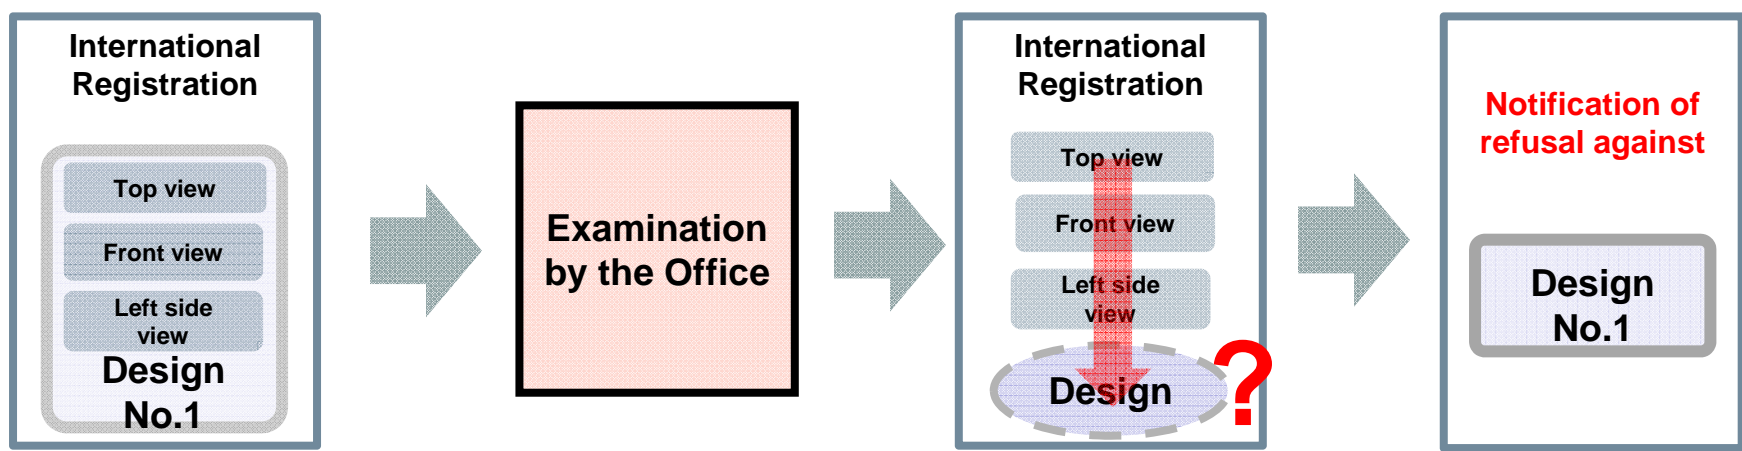 International
Registration
Top view
Front view
Left side
view
Design
No.1
Examination
by the Office
International
Registration
Top view
Front view
Left side
view
Design
?
Notification of
refusal against
Design
No.1